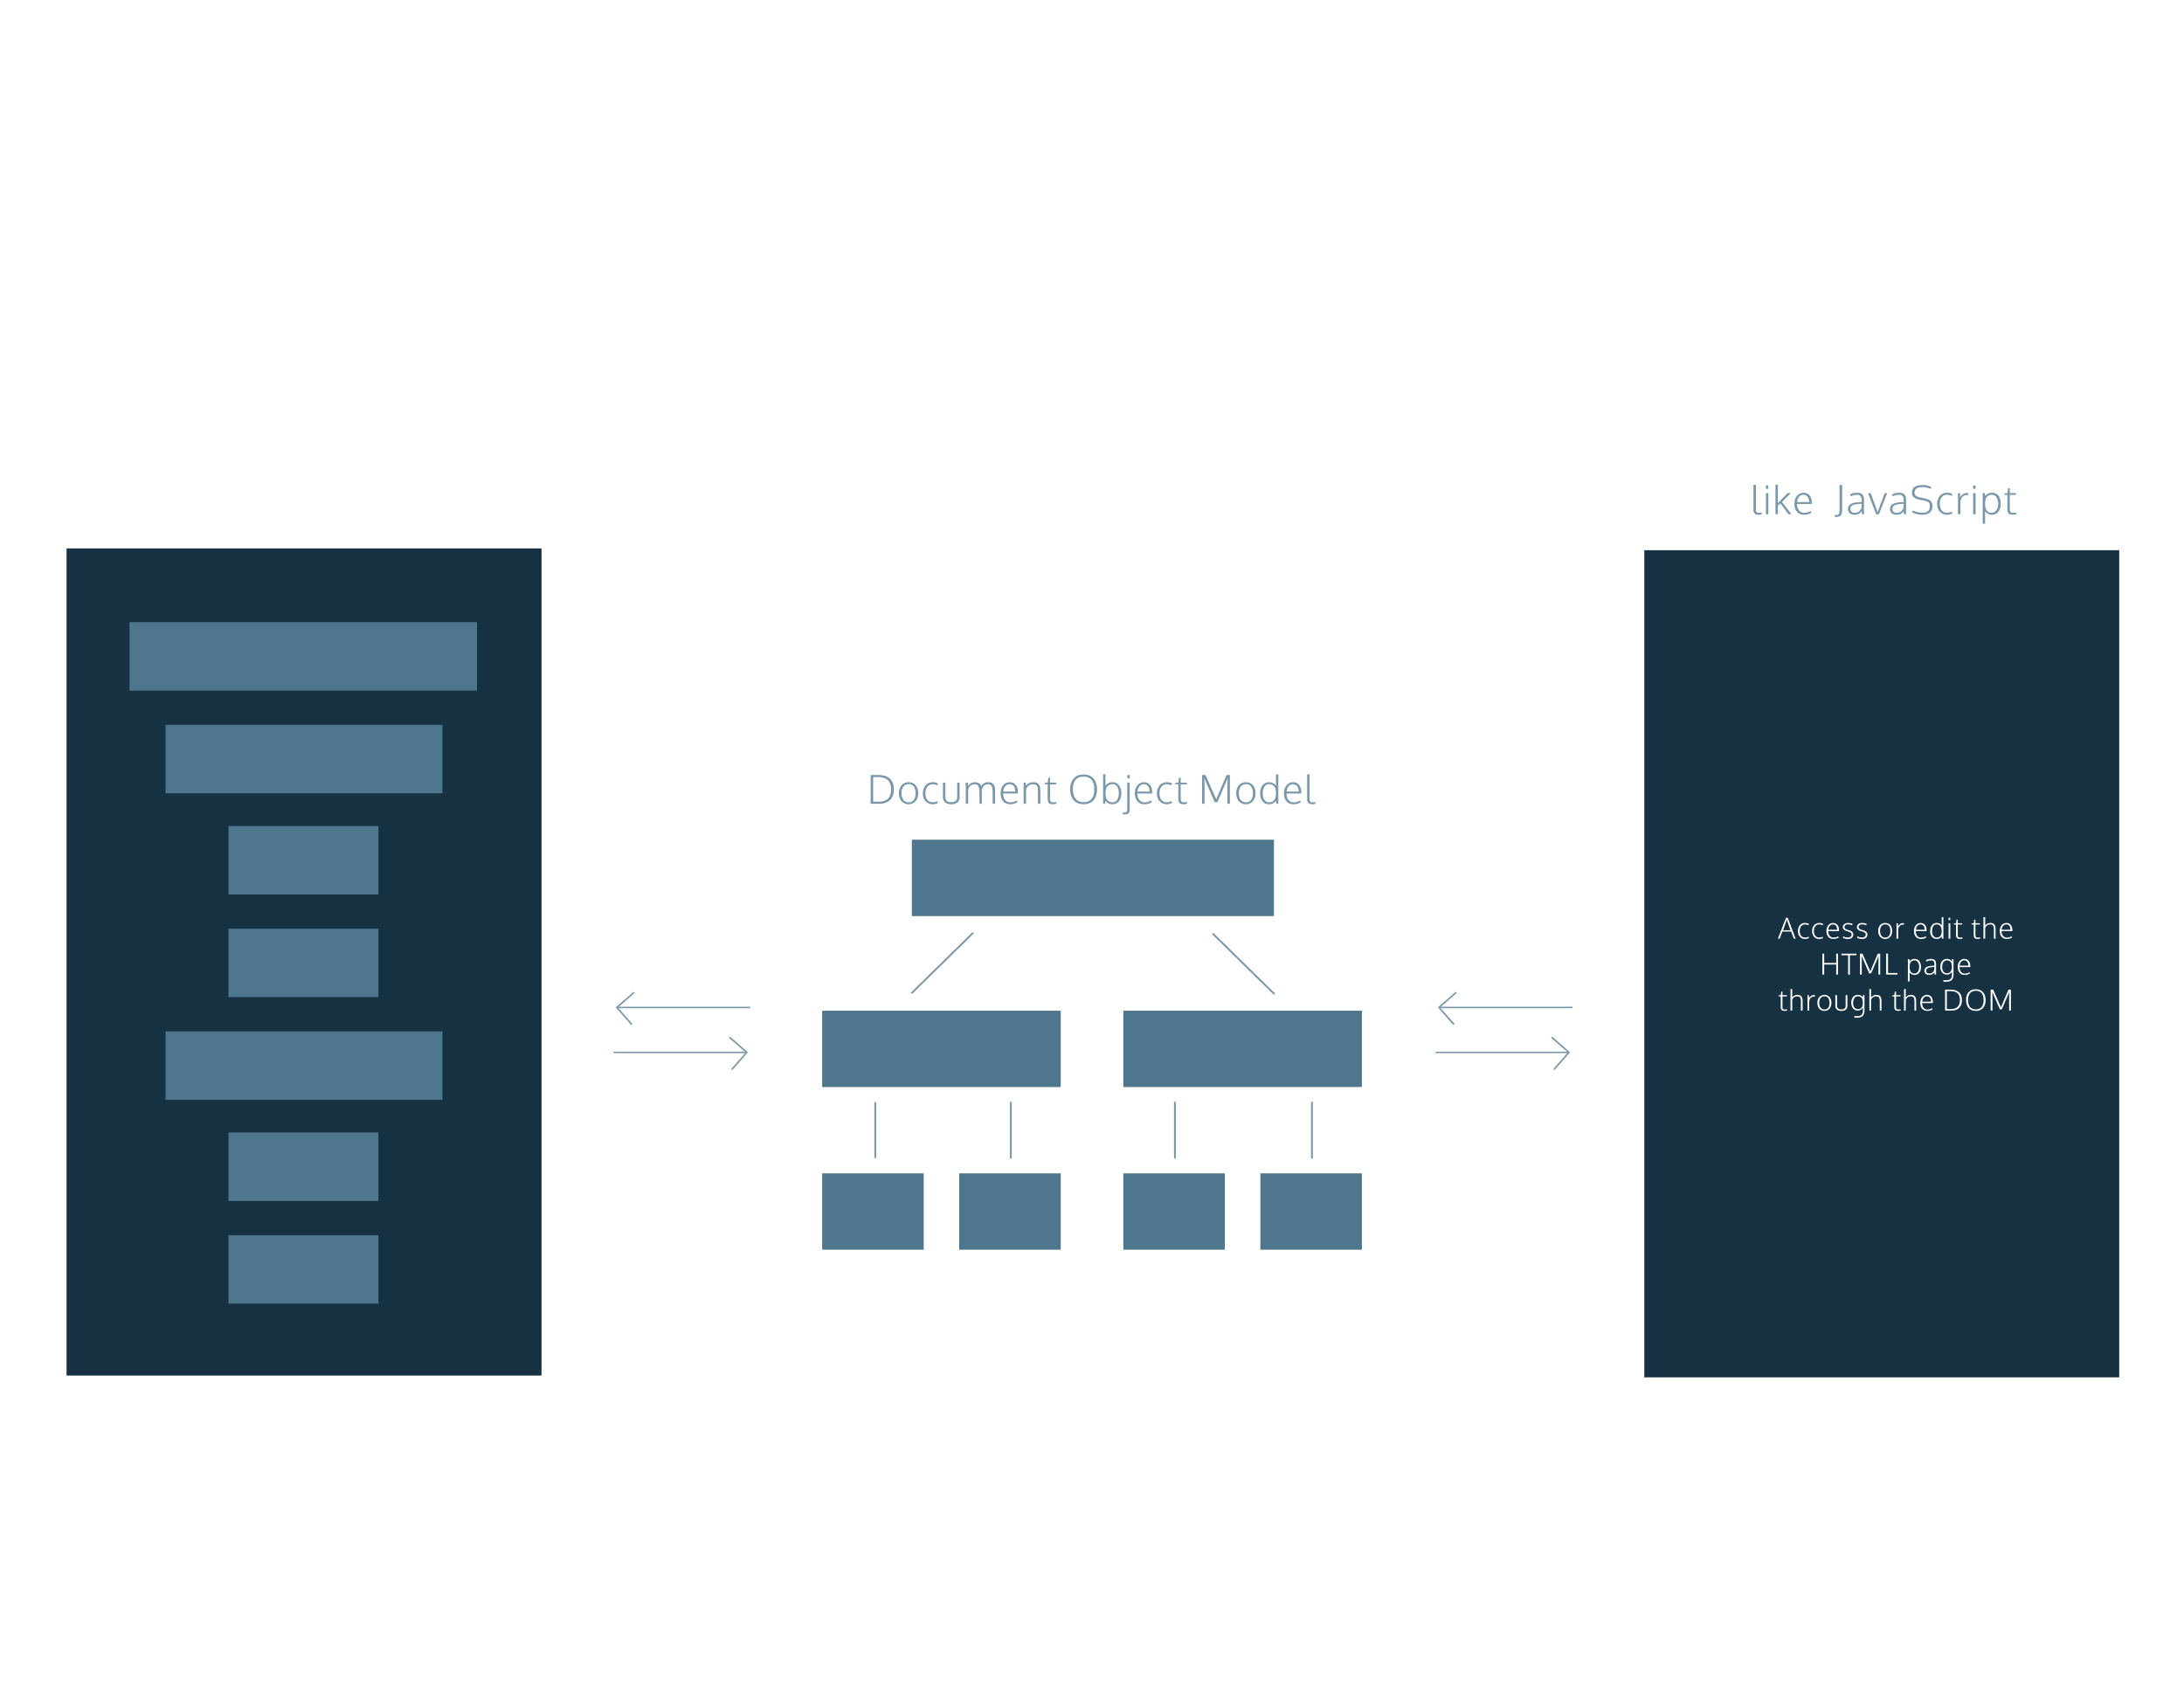 like JavaScript
Document Object Model
Access or edit the
HTML page
through the DOM